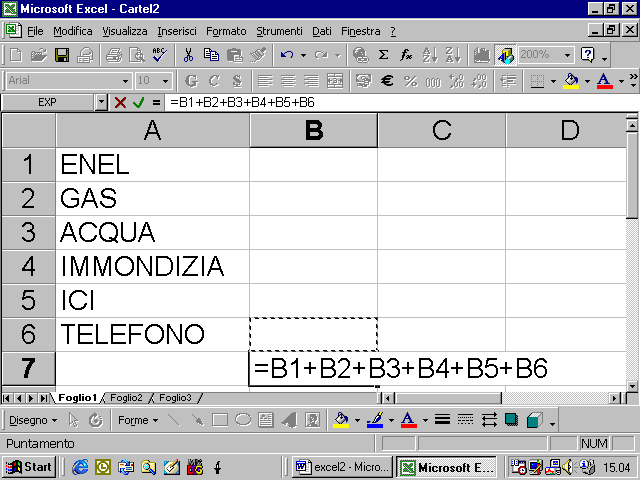 Microsoft Excel - Cartel2
File Modifica Visualizza Inserisci Formato Strumenti Dati Finestra ?
200%
Arial 10 G C S € % 000
EXP =B1+B2+B3+B4+B5+B6
A B C D
1 ENEL
2 GAS
3 ACQUA
4 IMMONDIZIA
5 ICI
6 TELEFONO
7 =B1+B2+B3+B4+B5+B6
Foglio1 Foglio2 Foglio3
Disegno Forme
Puntamento NUM
Start excel2 - Micro... Microsoft E... 15.04